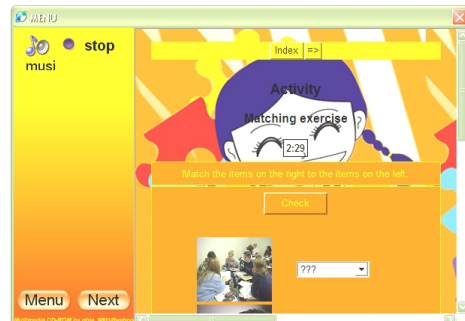 MENU
stop
musi
Index =>
Activity
Matching exercise
2:29
Match the items on the right to the items on the left.
Check
???
Menu Next